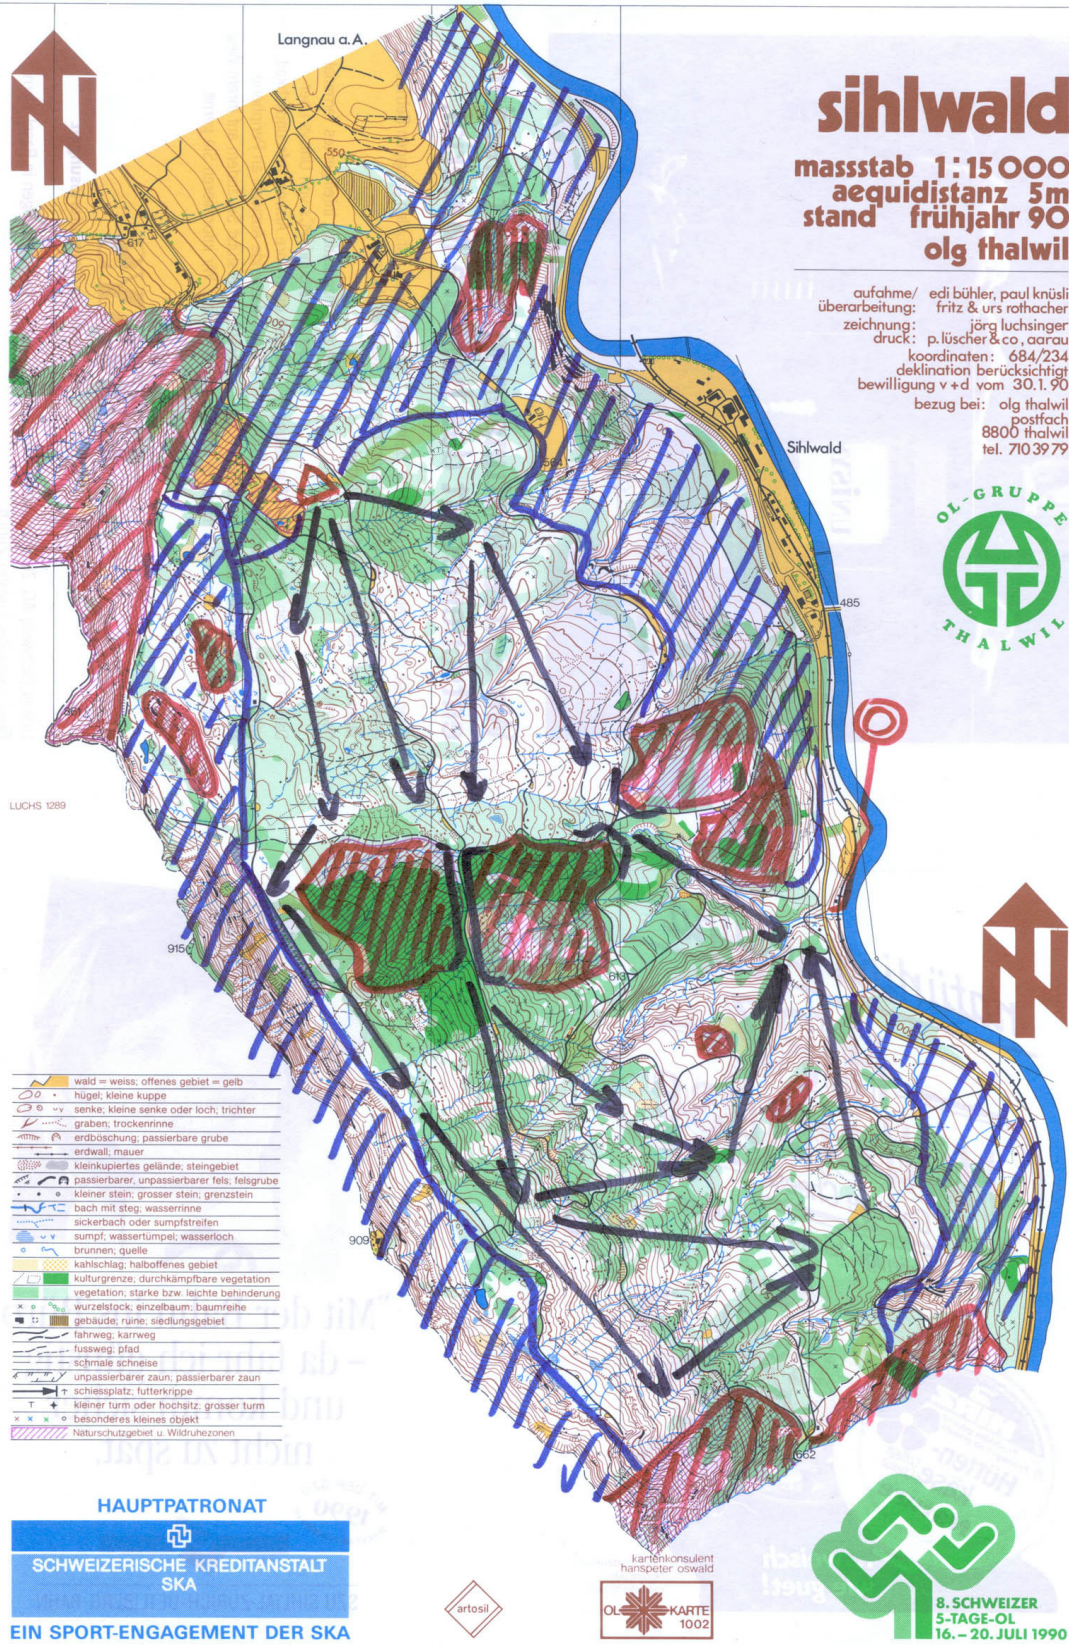 Langnau a.A.
sihlwald
massstab 1:15 000
aequidistanz 5m
stand frühjahr 90
olg thalwil
aufahme/ edi bühler, paul knüsli
überarbeitung: fritz & urs rothacher
zeichnung: jörg luchsinger
druck: p. lüscher & co, aarau
koordinaten: 684/234
deklination berücksichtigt
bewilligung v+d vom 30.1.90
bezug bei: olg thalwil
postfach
8800 thalwil
tel. 710 39 79
OL-GRUPPE
THALWIL
Sihlwald
550
617
564
485
LUCHS 1289
915
613
500
909
662
wald = weiss; offenes gebiet = gelb
hügel; kleine kuppe
senke; kleine senke oder loch; trichter
graben; trockenrinne
erdböschung; passierbare grube
erdwall; mauer
kleinkupiertes gelände; steingebiet
passierbarer, unpassierbarer fels; felsgrube
kleiner stein; grosser stein; grenzstein
bach mit steg; wasserrinne
sickerbach oder sumpfstreifen
sumpf; wassertümpel; wasserloch
brunnen; quelle
kahlschlag; halboffenes gebiet
kulturgrenze; durchkämpfbare vegetation
vegetation; starke bzw. leichte behinderung
wurzelstock; einzelbaum; baumreihe
gebäude; ruine; siedlungsgebiet
fahrweg; karrweg
fussweg; pfad
schmale schneise
unpassierbarer zaun; passierbarer zaun
schiessplatz; futterkrippe
kleiner turm oder hochsitz; grosser turm
besonderes kleines objekt
Naturschutzgebiet u. Wildruhezonen
HAUPTPATRONAT
SCHWEIZERISCHE KREDITANSTALT
SKA
EIN SPORT-ENGAGEMENT DER SKA
artosil
kartenkonsulent
hanspeter oswald
OL KARTE
1002
8. SCHWEIZER
5-TAGE-OL
16. – 20. JULI 1990